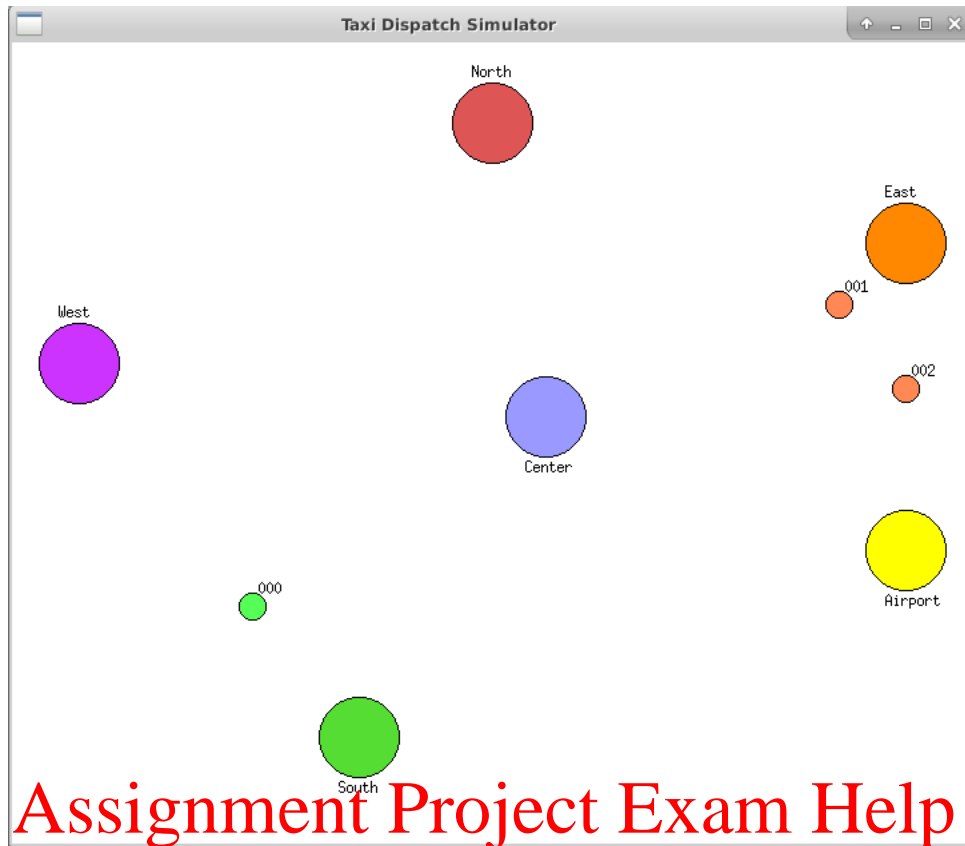 Taxi Dispatch Simulator
North
East
001
West
002
Center
000
Airport
South
Assignment Project Exam Help